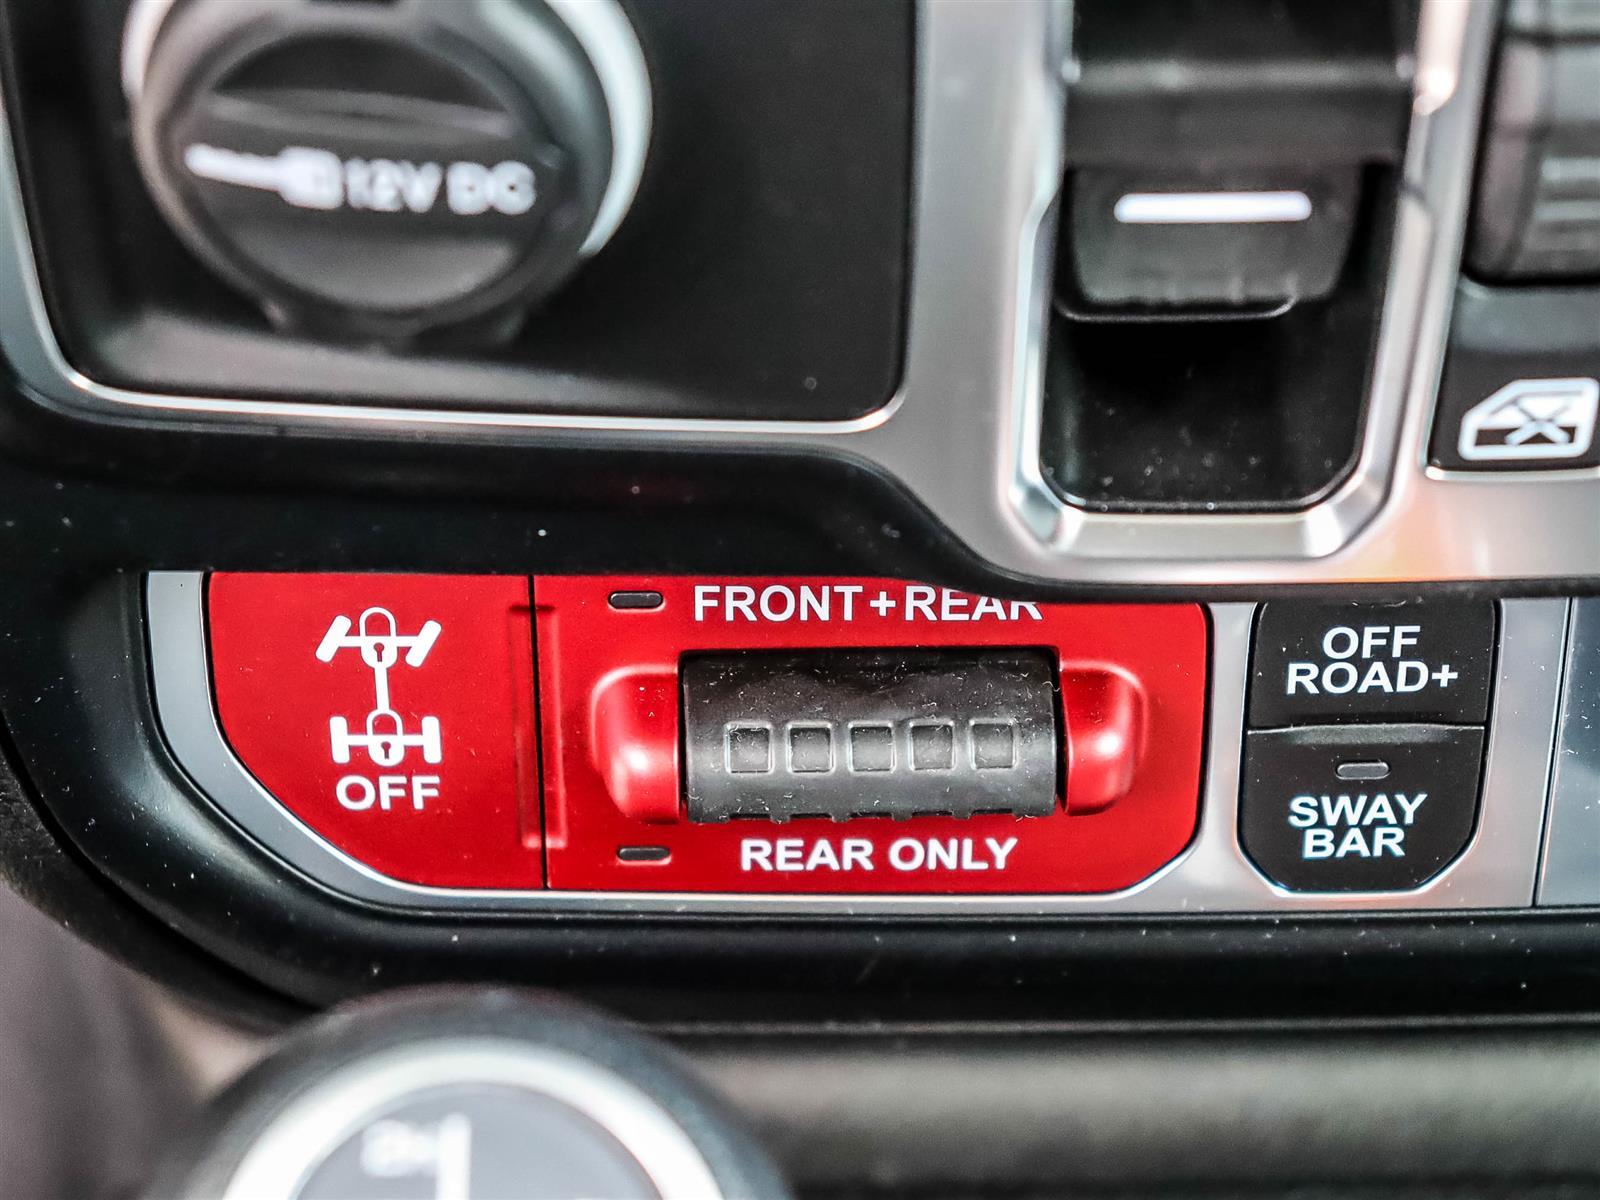 12V DC
FRONT+REAR
OFF
REAR ONLY
OFF
ROAD+
SWAY
BAR